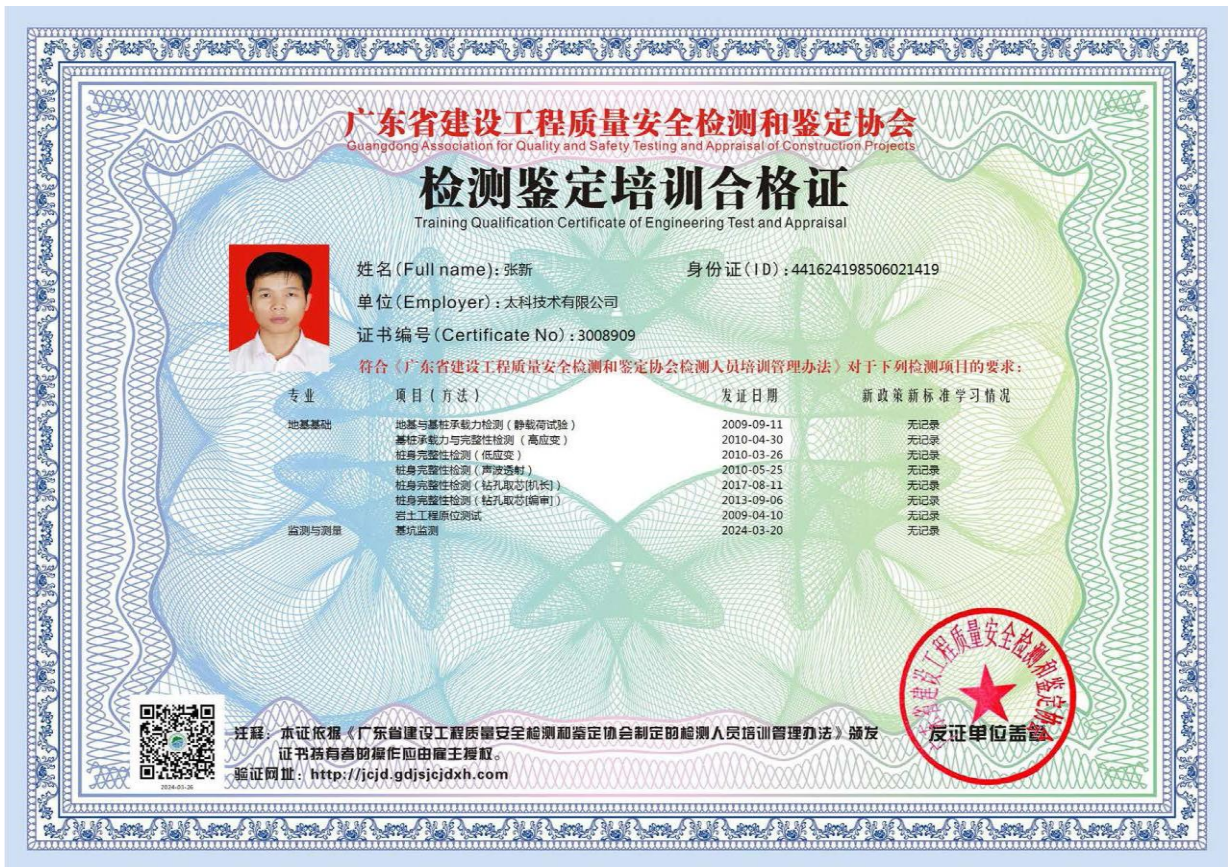 广东省建设工程质量安全检测和鉴定协会
Guangdong Association for Quality and Safety Testing and Appraisal of Construction Projects
检测鉴定培训合格证
Training Qualification Certificate of Engineering Test and Appraisal
姓名(Full name): 张新 身份证(ID): 441624198506021419
单位(Employer): 太科技术有限公司
证书编号(Certificate No): 3008909
符合《广东省建设工程质量安全检测和鉴定协会检测人员培训管理办法》对于下列检测项目的要求:
专业 项目(方法) 发证日期 新政策新标准学习情况
地基基础 地基与基桩承载力检测(静载荷试验) 2009-09-11 无记录
基桩承载力与完整性检测(高应变) 2010-04-30 无记录
桩身完整性检测(低应变) 2010-03-26 无记录
桩身完整性检测(声波透射) 2010-05-25 无记录
桩身完整性检测(钻孔取芯[机长]) 2017-08-11 无记录
桩身完整性检测(钻孔取芯[编审]) 2013-09-06 无记录
岩土工程原位测试 2009-04-10 无记录
监测与测量 基坑监测 2024-03-20 无记录
广东省建设工程质量安全检测和鉴定协会
发证单位盖章
注释: 本证依据《广东省建设工程质量安全检测和鉴定协会制定的检测人员培训管理办法》颁发
证书持有者的操作应由雇主授权。
验证网址: http://jcjd.gdjsjcjdxh.com
2024-03-26